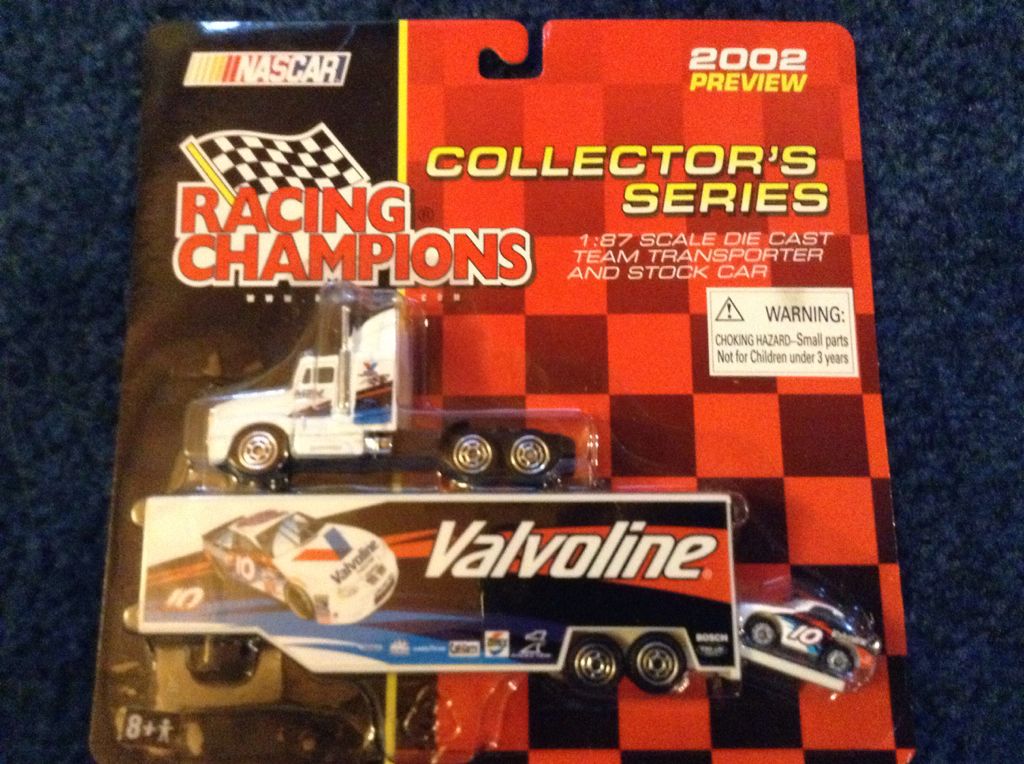 NASCAR
2002
PREVIEW
RACING
CHAMPIONS®
COLLECTOR'S
SERIES
1:87 SCALE DIE CAST
TEAM TRANSPORTER
AND STOCK CAR
WARNING:
CHOKING HAZARD–Small parts
Not for Children under 3 years
Valvoline®
10
Valvoline
10
10
BOSCH
8+